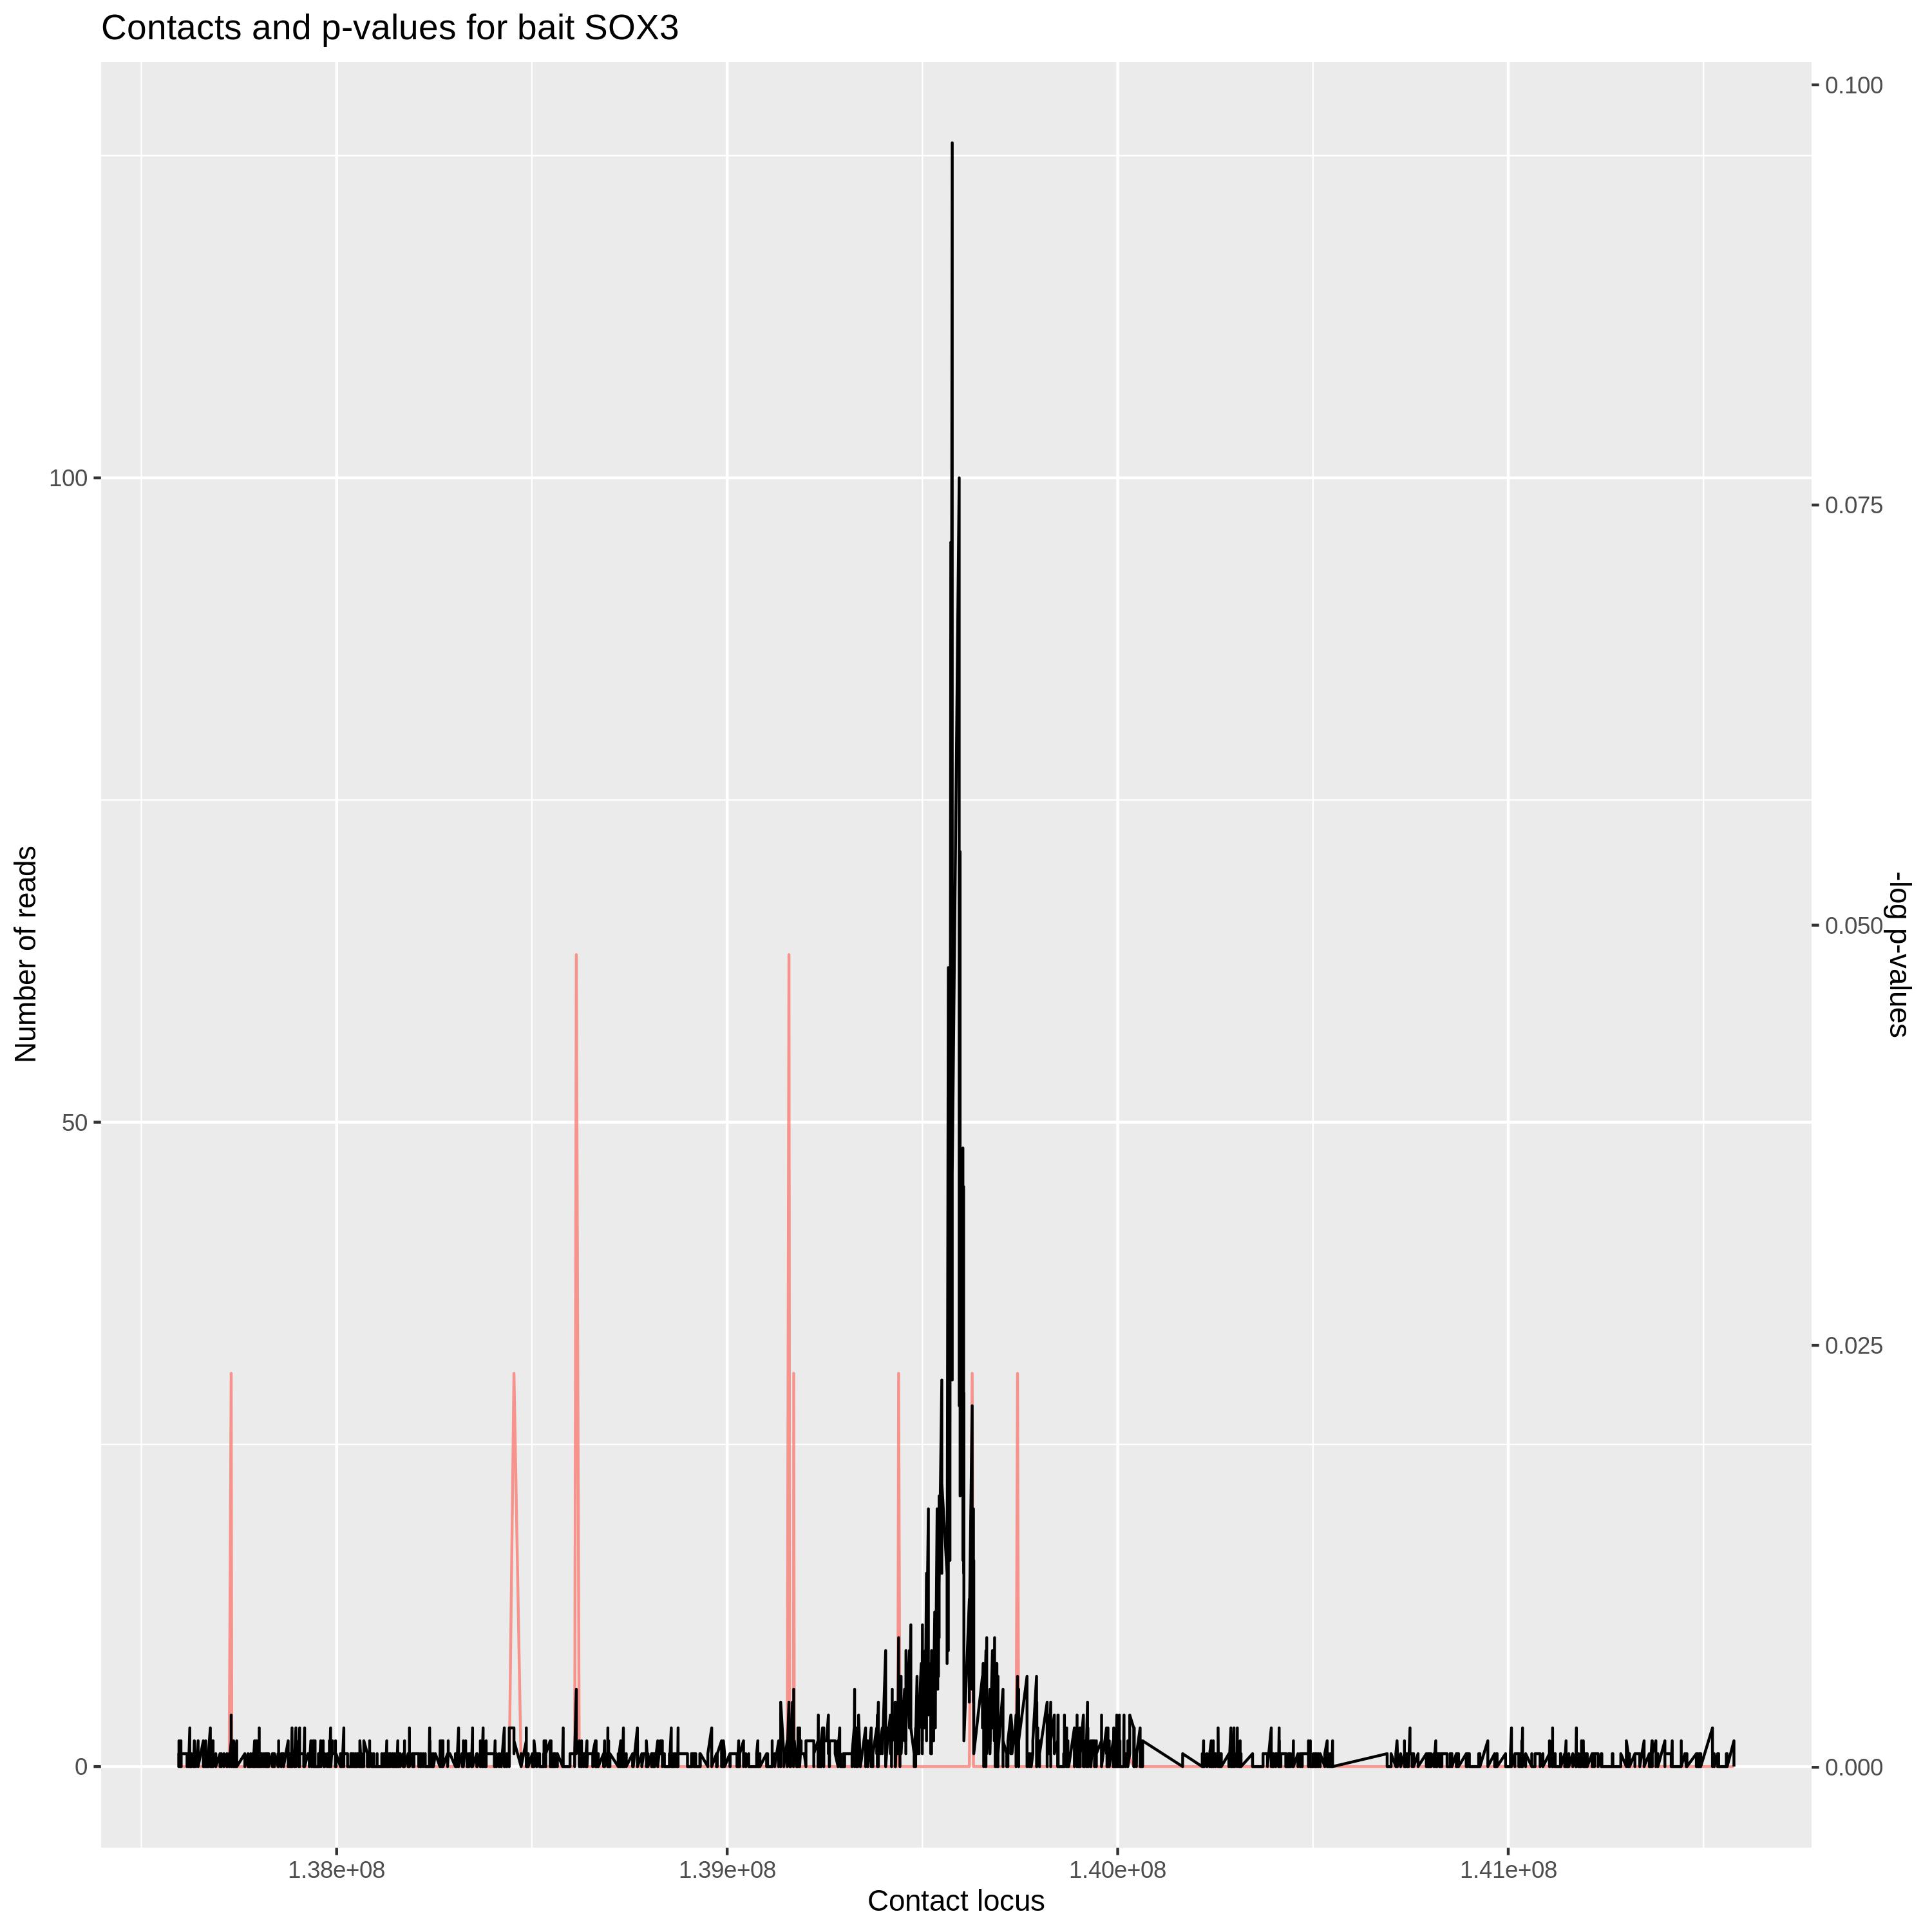 Contacts and p-values for bait SOX3
100
50
0
Number of reads
0.100
0.075
0.050
0.025
0.000
-log p-values
1.38e+08
1.39e+08
1.40e+08
1.41e+08
Contact locus